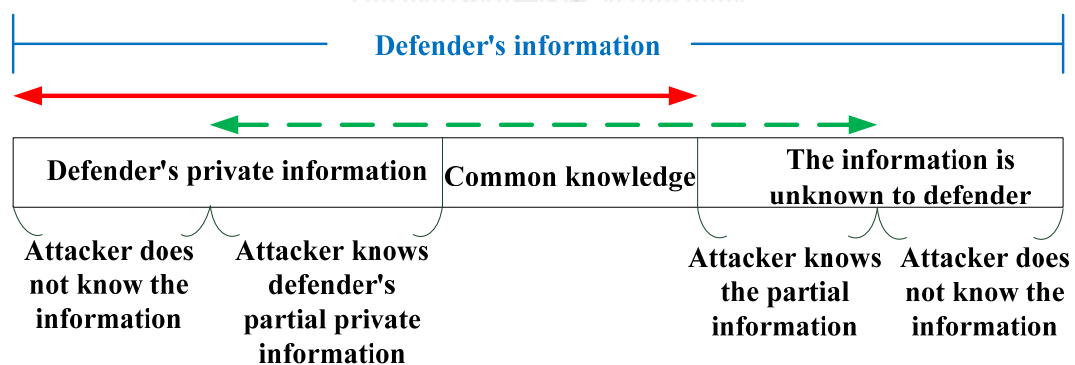 Defender's information
Defender's private information
Common knowledge
The information is
unknown to defender
Attacker does
not know the
information
Attacker knows
defender's
partial private
information
Attacker knows
the partial
information
Attacker does
not know the
information